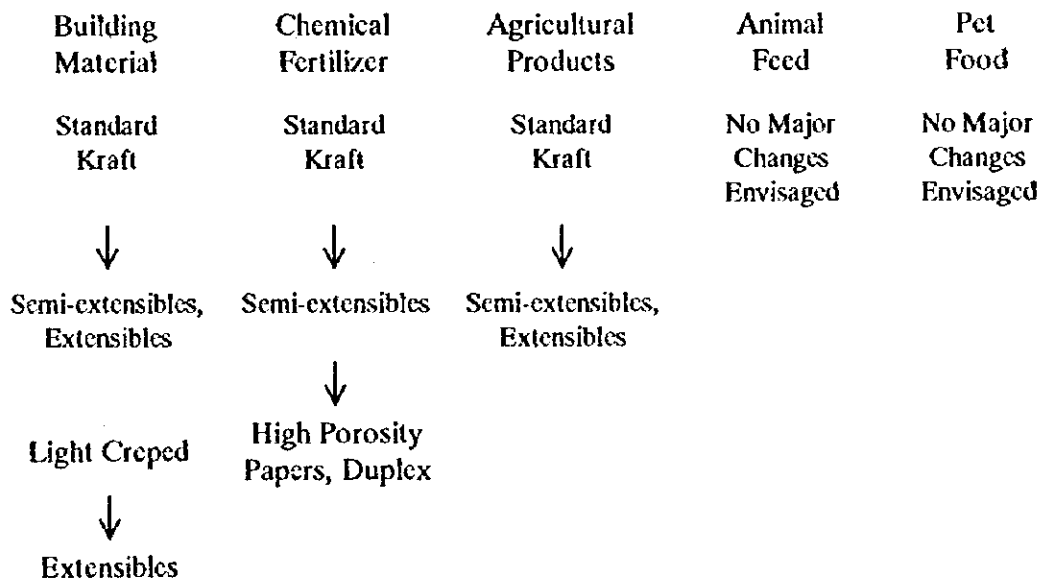 Building Material
Chemical Fertilizer
Agricultural Products
Animal Feed
Pet Food
Standard Kraft
Standard Kraft
Standard Kraft
No Major Changes Envisaged
No Major Changes Envisaged
↓
↓
↓
Semi-extensibles, Extensibles
Semi-extensibles
Semi-extensibles, Extensibles
↓
Light Creped
High Porosity Papers, Duplex
↓
Extensibles